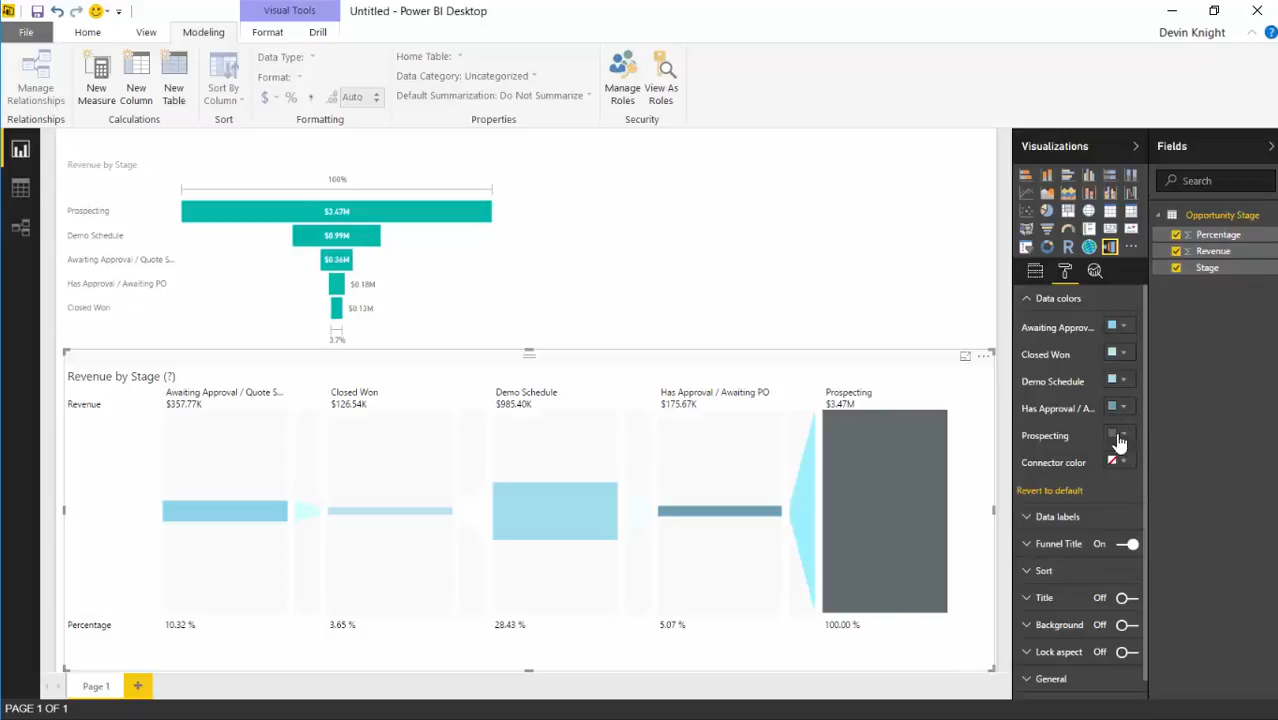 Visual Tools
Untitled - Power BI Desktop
File
Home
View
Modeling
Format
Drill
Devin Knight
Manage
Relationships
New
Measure
New
Column
New
Table
Sort By
Column
Data Type:
Format:
$ % , Auto
Home Table:
Data Category: Uncategorized
Default Summarization: Do Not Summarize
Manage
Roles
View As
Roles
Relationships
Calculations
Sort
Formatting
Properties
Security
Revenue by Stage
100%
Prospecting
$3.47M
Demo Schedule
$0.99M
Awaiting Approval / Quote S...
$0.36M
Has Approval / Awaiting PO
$0.18M
Closed Won
$0.13M
3.7%
Revenue by Stage (?)
Awaiting Approval / Quote S...
Closed Won
Demo Schedule
Has Approval / Awaiting PO
Prospecting
Revenue
$357.77K
$126.54K
$985.40K
$175.67K
$3.47M
Percentage
10.32 %
3.65 %
28.43 %
5.07 %
100.00 %
Visualizations
R
Data colors
Awaiting Approv...
Closed Won
Demo Schedule
Has Approval / A...
Prospecting
Connector color
Revert to default
Data labels
Funnel Title On
Sort
Title Off
Background Off
Lock aspect Off
General
Fields
Search
Opportunity Stage
Σ Percentage
Σ Revenue
Stage
Page 1
PAGE 1 OF 1